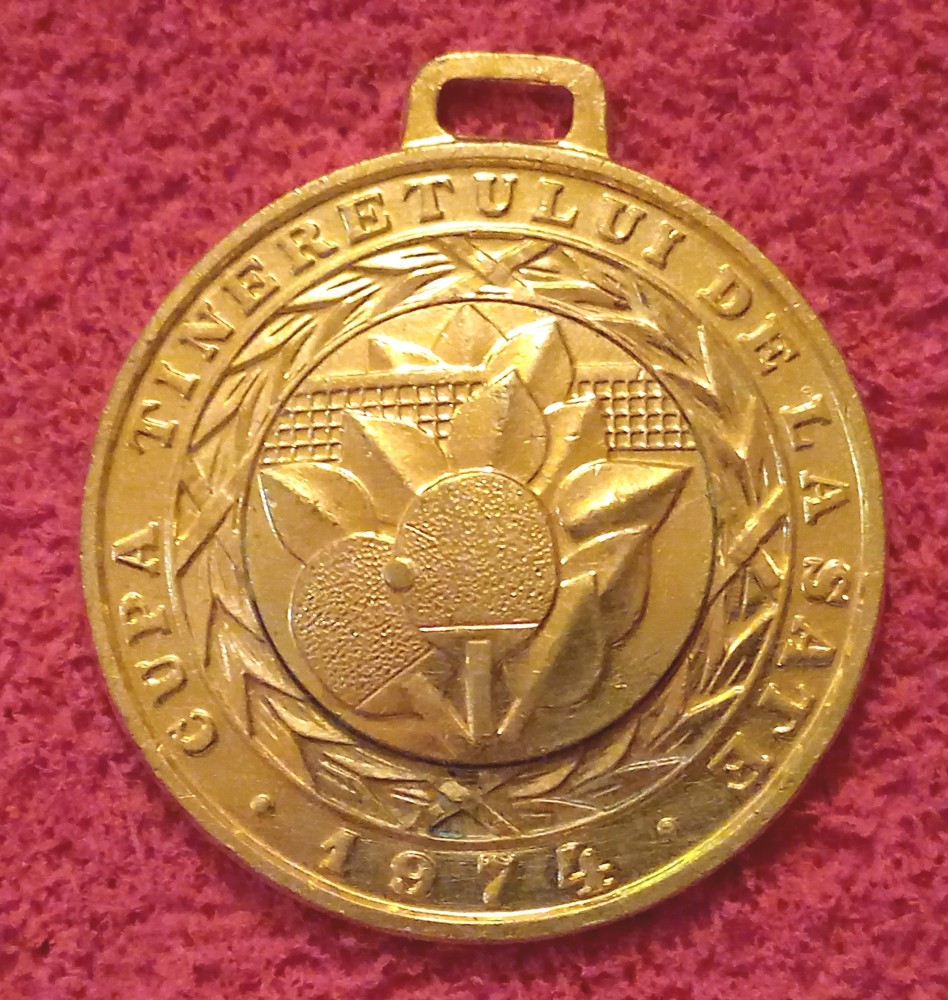 CUPA TINERETULUI DE LA SATE
· 1974 ·